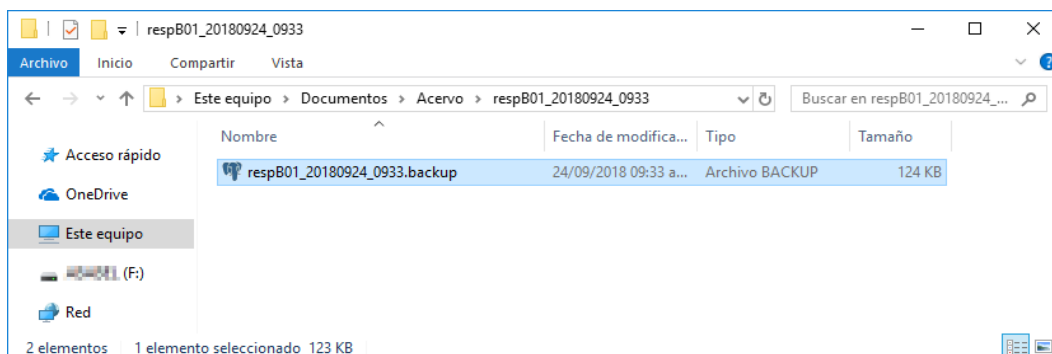 respB01_20180924_0933
Archivo Inicio Compartir Vista
Este equipo > Documentos > Acervo > respB01_20180924_0933 Buscar en respB01_20180924_...
Nombre Fecha de modifica... Tipo Tamaño
Acceso rápido
respB01_20180924_0933.backup 24/09/2018 09:33 a... Archivo BACKUP 124 KB
OneDrive
Este equipo
(F:)
Red
2 elementos 1 elemento seleccionado 123 KB